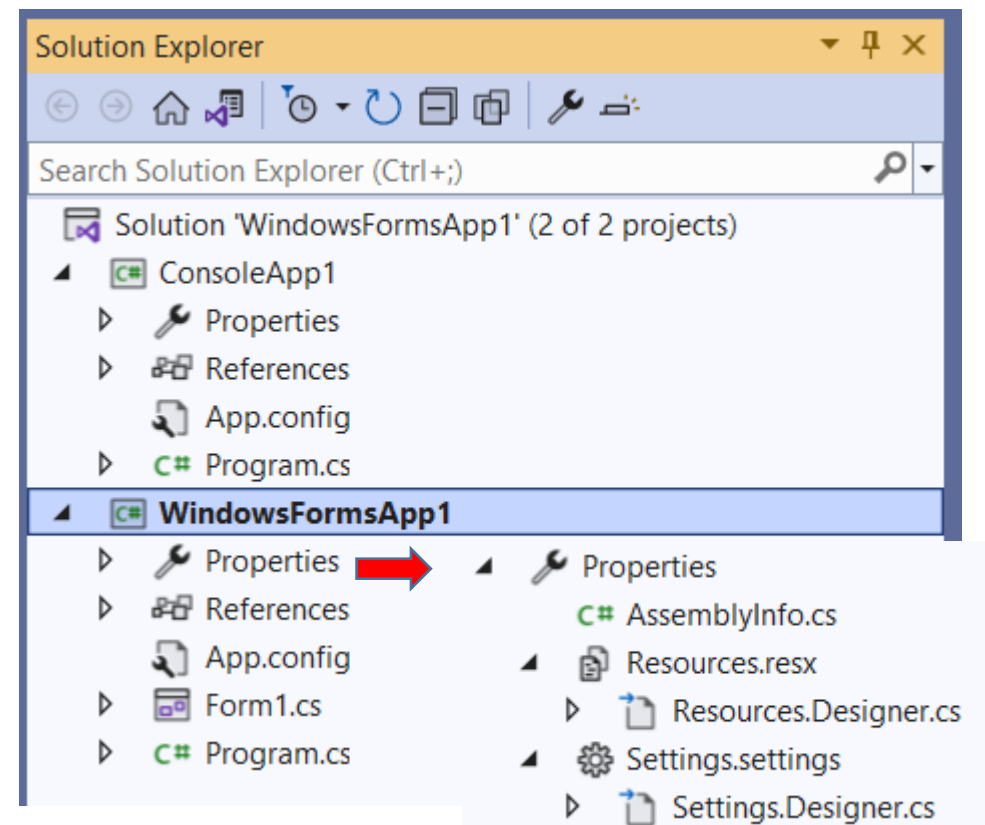 Solution Explorer
Search Solution Explorer (Ctrl+;)
Solution 'WindowsFormsApp1' (2 of 2 projects)
C# ConsoleApp1
Properties
References
App.config
C# Program.cs
C# WindowsFormsApp1
Properties
References
App.config
Form1.cs
C# Program.cs
Properties
C# AssemblyInfo.cs
Resources.resx
Resources.Designer.cs
Settings.settings
Settings.Designer.cs